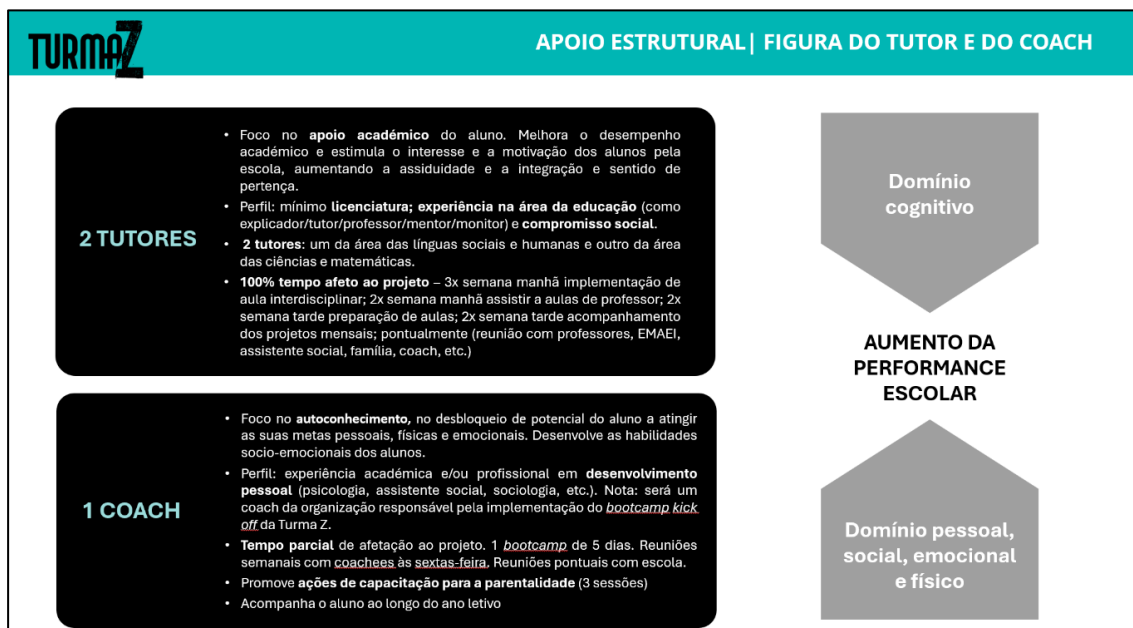 TURMAZ
APOIO ESTRUTURAL| FIGURA DO TUTOR E DO COACH
2 TUTORES
• Foco no apoio académico do aluno. Melhora o desempenho
académico e estimula o interesse e a motivação dos alunos pela
escola, aumentando a assiduidade e a integração e sentido de
pertença.
• Perfil: mínimo licenciatura; experiência na área da educação (como
explicador/tutor/professor/mentor/monitor) e compromisso social.
• 2 tutores: um da área das línguas sociais e humanas e outro da área
das ciências e matemáticas.
• 100% tempo afeto ao projeto – 3x semana manhã implementação de
aula interdisciplinar; 2x semana manhã assistir a aulas de professor; 2x
semana tarde preparação de aulas; 2x semana tarde acompanhamento
dos projetos mensais; pontualmente (reunião com professores, EMAEI,
assistente social, família, coach, etc.)
1 COACH
• Foco no autoconhecimento, no desbloqueio de potencial do aluno a atingir
as suas metas pessoais, físicas e emocionais. Desenvolve as habilidades
socio-emocionais dos alunos.
• Perfil: experiência académica e/ou profissional em desenvolvimento
pessoal (psicologia, assistente social, sociologia, etc.). Nota: será um
coach da organização responsável pela implementação do bootcamp kick
off da Turma Z.
• Tempo parcial de afetação ao projeto. 1 bootcamp de 5 dias. Reuniões
semanais com coachees às sextas-feira. Reuniões pontuais com escola.
• Promove ações de capacitação para a parentalidade (3 sessões)
• Acompanha o aluno ao longo do ano letivo
Domínio
cognitivo
AUMENTO DA
PERFORMANCE
ESCOLAR
Domínio pessoal,
social, emocional
e físico